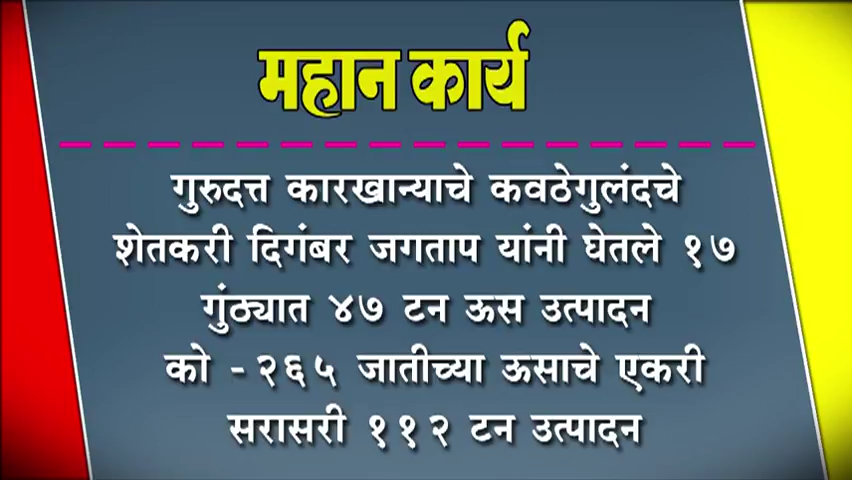 महान कार्य
गुरुदत्त कारखान्याचे कवठेगुलंदचे
शेतकरी दिगंबर जगताप यांनी घेतले १७
गुंठ्यात ४७ टन ऊस उत्पादन
को -२६५ जातीच्या ऊसाचे एकरी
सरासरी ११२ टन उत्पादन